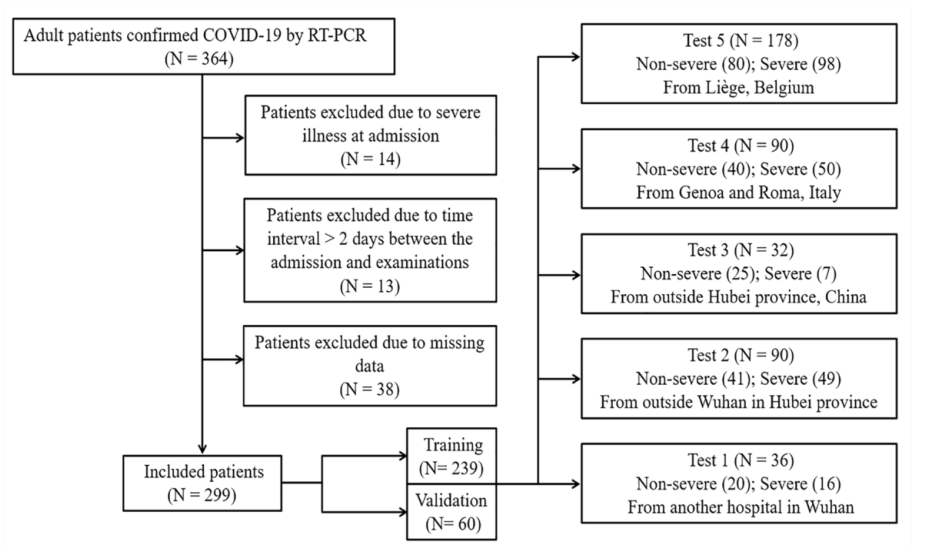 Adult patients confirmed COVID-19 by RT-PCR
(N = 364)
Patients excluded due to severe
illness at admission
(N = 14)
Patients excluded due to time
interval > 2 days between the
admission and examinations
(N = 13)
Patients excluded due to missing
data
(N = 38)
Included patients
(N = 299)
Training
(N= 239)
Validation
(N= 60)
Test 5 (N = 178)
Non-severe (80); Severe (98)
From Liège, Belgium
Test 4 (N = 90)
Non-severe (40); Severe (50)
From Genoa and Roma, Italy
Test 3 (N = 32)
Non-severe (25); Severe (7)
From outside Hubei province, China
Test 2 (N = 90)
Non-severe (41); Severe (49)
From outside Wuhan in Hubei province
Test 1 (N = 36)
Non-severe (20); Severe (16)
From another hospital in Wuhan